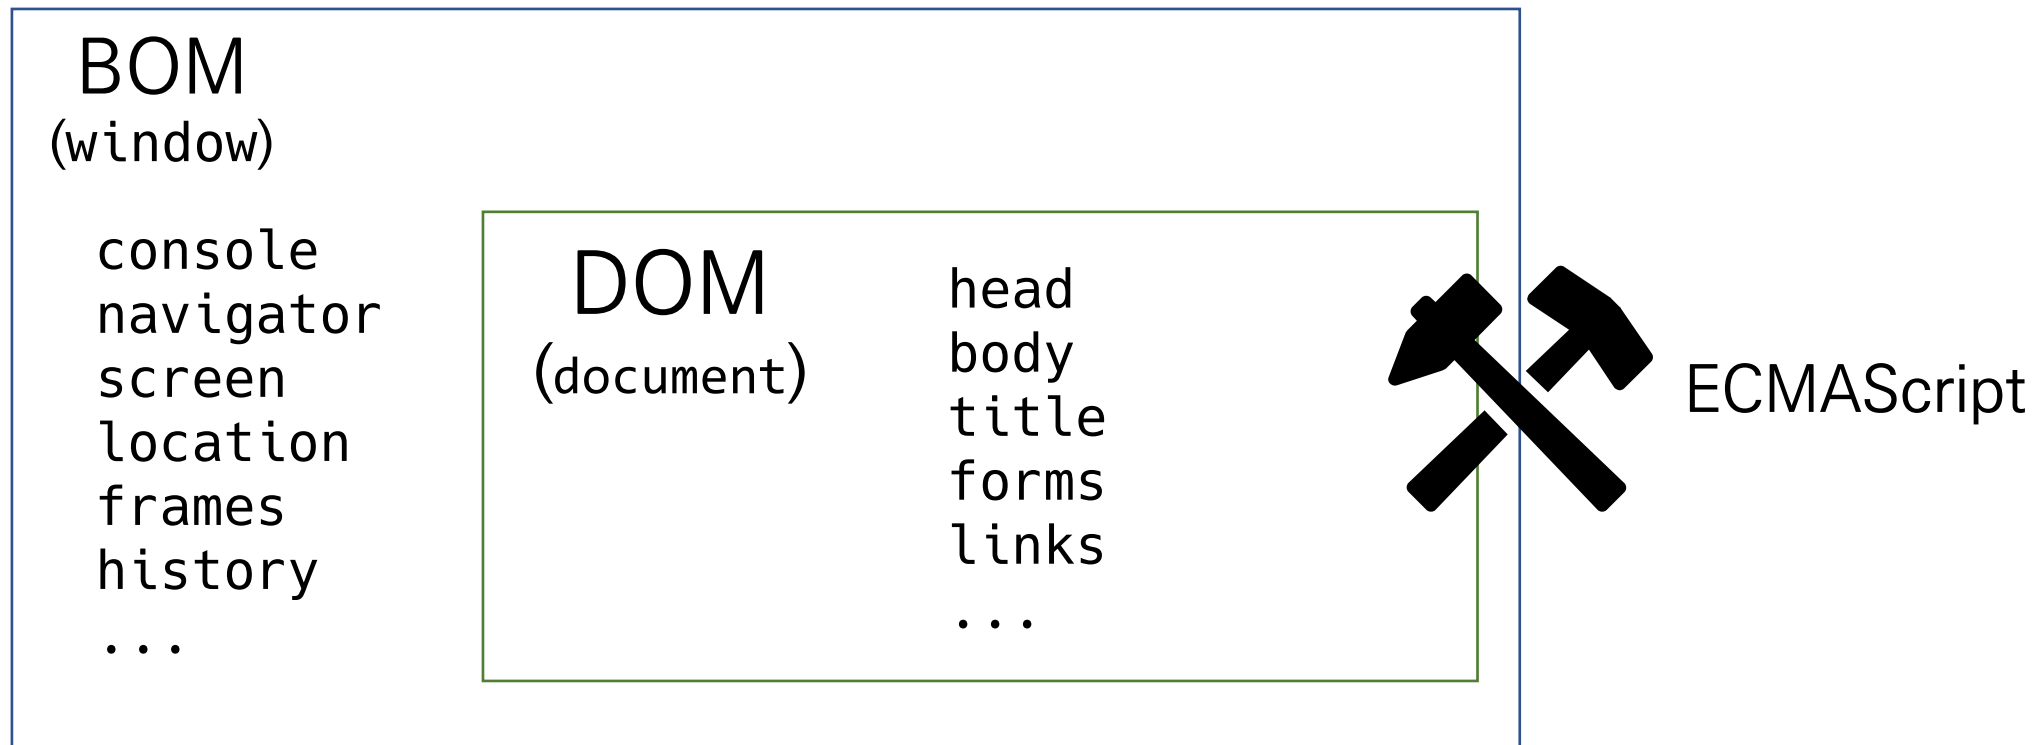 BOM
(window)
console
navigator
screen
location
frames
history
...
DOM
(document)
head
body
title
forms
links
...
ECMAScript